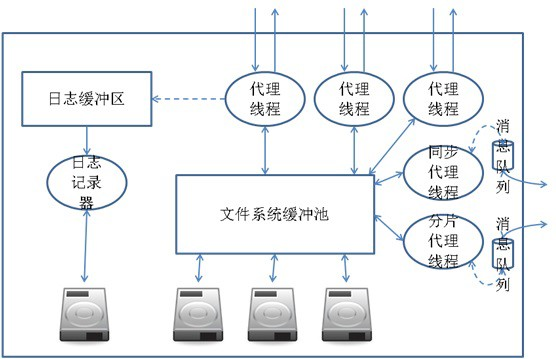 日志缓冲区
代理
线程
代理
线程
代理
线程
消
息
队
列
日志
记录
器
同步
代理
线程
文件系统缓冲池
分片
代理
线程
消
息
队
列